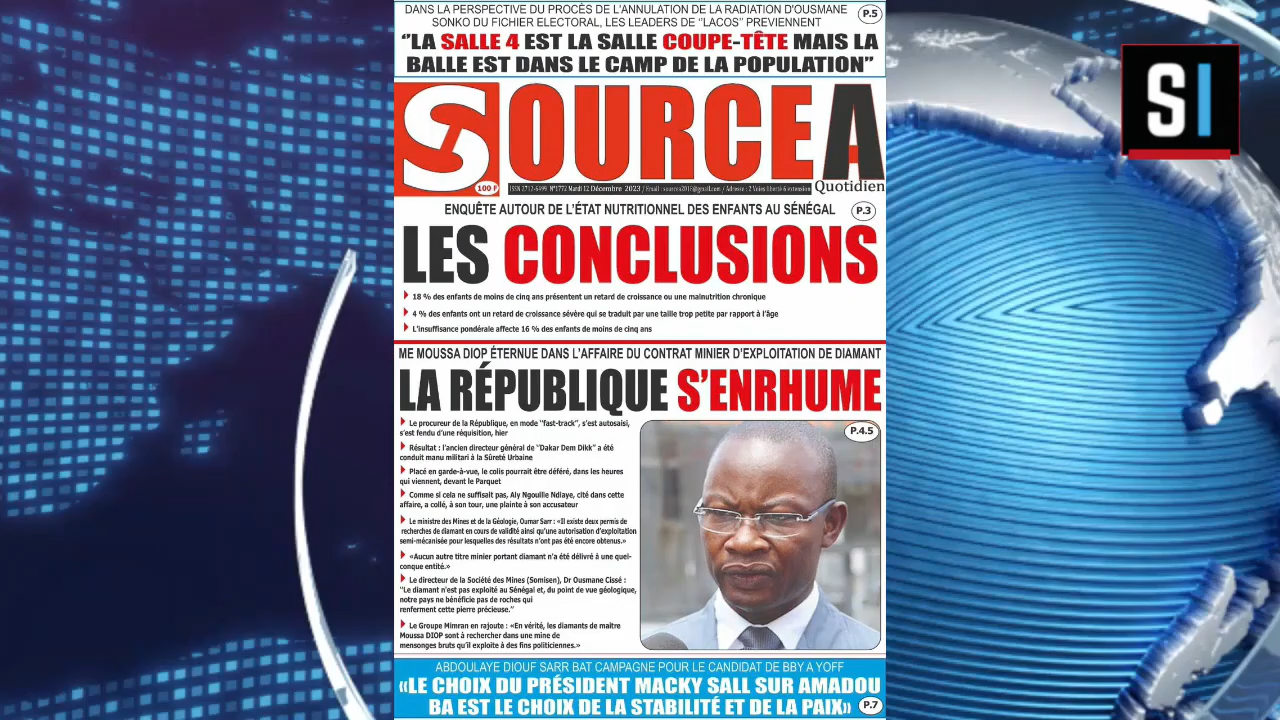 DANS LA PERSPECTIVE DU PROCÈS DE L'ANNULATION DE LA RADIATION D'OUSMANE
SONKO DU FICHIER ELECTORAL, LES LEADERS DE "LACOS" PREVIENNENT
P.5
"LA SALLE 4 EST LA SALLE COUPE-TÊTE MAIS LA
BALLE EST DANS LE CAMP DE LA POPULATION"
SI
SOURCE A
100 F
ISSN 2712-6499 N°1772 Mardi 12 Décembre 2023 / Email : sourcea2018@gmail.com / Adresse : 2 Voies liberté 6 extension
Quotidien
ENQUÊTE AUTOUR DE L'ÉTAT NUTRITIONNEL DES ENFANTS AU SÉNÉGAL
P.3
LES CONCLUSIONS
18 % des enfants de moins de cinq ans présentent un retard de croissance ou une malnutrition chronique
4 % des enfants ont un retard de croissance sévère qui se traduit par une taille trop petite par rapport à l'âge
L'insuffisance pondérale affecte 16 % des enfants de moins de cinq ans
ME MOUSSA DIOP ÉTERNUE DANS L'AFFAIRE DU CONTRAT MINIER D'EXPLOITATION DE DIAMANT
LA RÉPUBLIQUE S'ENRHUME
P.4.5
Le procureur de la République, en mode "fast-track", s'est autosaisi,
s'est fendu d'une réquisition, hier
Résultat : l'ancien directeur général de "Dakar Dem Dikk" a été
conduit manu militari à la Sûreté Urbaine
Placé en garde-à-vue, le colis pourrait être déféré, dans les heures
qui viennent, devant le Parquet
Comme si cela ne suffisait pas, Aly Ngouille Ndiaye, cité dans cette
affaire, a collé, à son tour, une plainte à son accusateur
Le ministre des Mines et de la Géologie, Oumar Sarr : «Il existe deux permis de
recherches de diamant en cours de validité ainsi qu'une autorisation d'exploitation
semi-mécanisée pour lesquelles des résultats n'ont pas été encore obtenus.»
«Aucun autre titre minier portant diamant n'a été délivré à une quel-
conque entité.»
Le directeur de la Société des Mines (Somisen), Dr Ousmane Cissé :
"Le diamant n'est pas exploité au Sénégal et, du point de vue géologique,
notre pays ne bénéficie pas de roches qui
renferment cette pierre précieuse."
Le Groupe Mimran en rajoute : «En vérité, les diamants de maître
Moussa DIOP sont à rechercher dans une mine de
mensonges bruts qu'il exploite à des fins politiciennes.»
ABDOULAYE DIOUF SARR BAT CAMPAGNE POUR LE CANDIDAT DE BBY A YOFF
«LE CHOIX DU PRÉSIDENT MACKY SALL SUR AMADOU
BA EST LE CHOIX DE LA STABILITÉ ET DE LA PAIX»
P.7